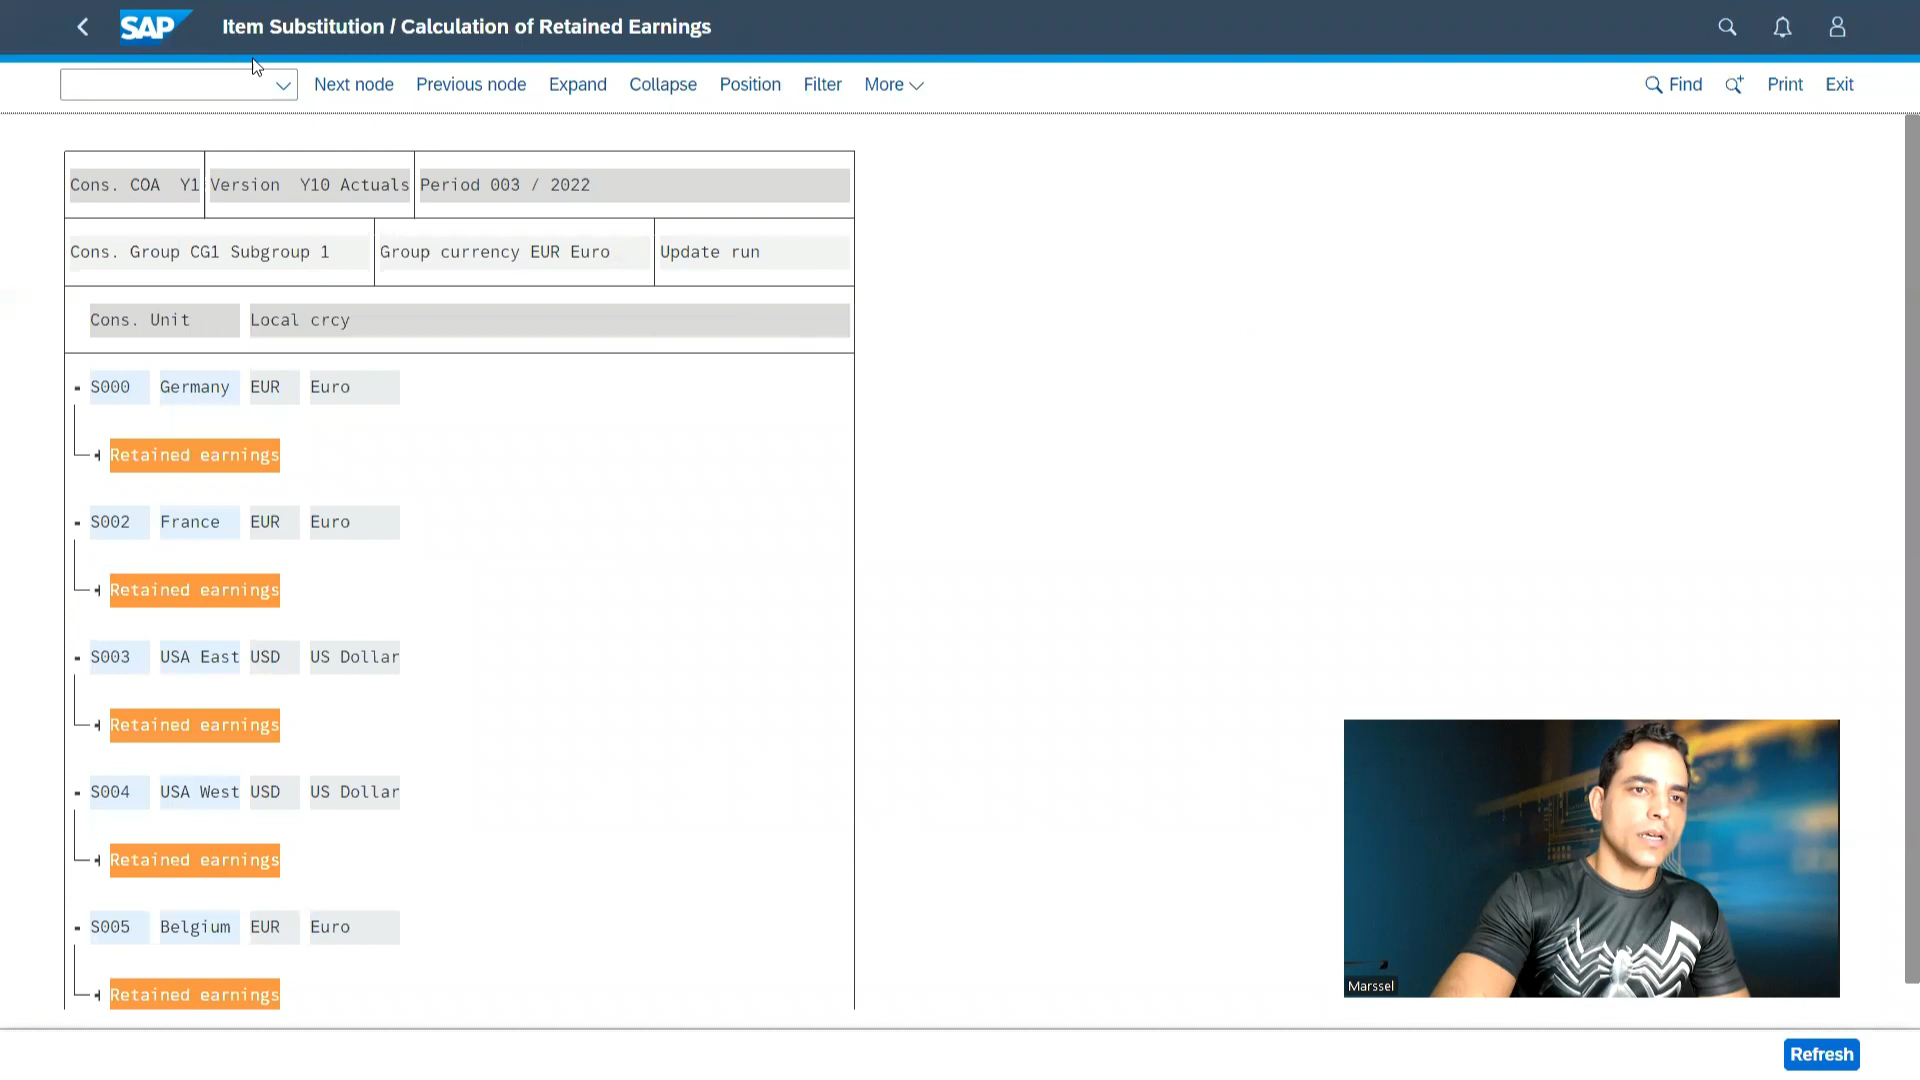 SAP Item Substitution / Calculation of Retained Earnings
Next node Previous node Expand Collapse Position Filter More Find Print Exit
Cons. COA Y1 Version Y10 Actuals Period 003 / 2022
Cons. Group CG1 Subgroup 1 Group currency EUR Euro Update run
Cons. Unit Local crcy
S000 Germany EUR Euro
Retained earnings
S002 France EUR Euro
Retained earnings
S003 USA East USD US Dollar
Retained earnings
S004 USA West USD US Dollar
Retained earnings
S005 Belgium EUR Euro
Retained earnings
Marssel
Refresh